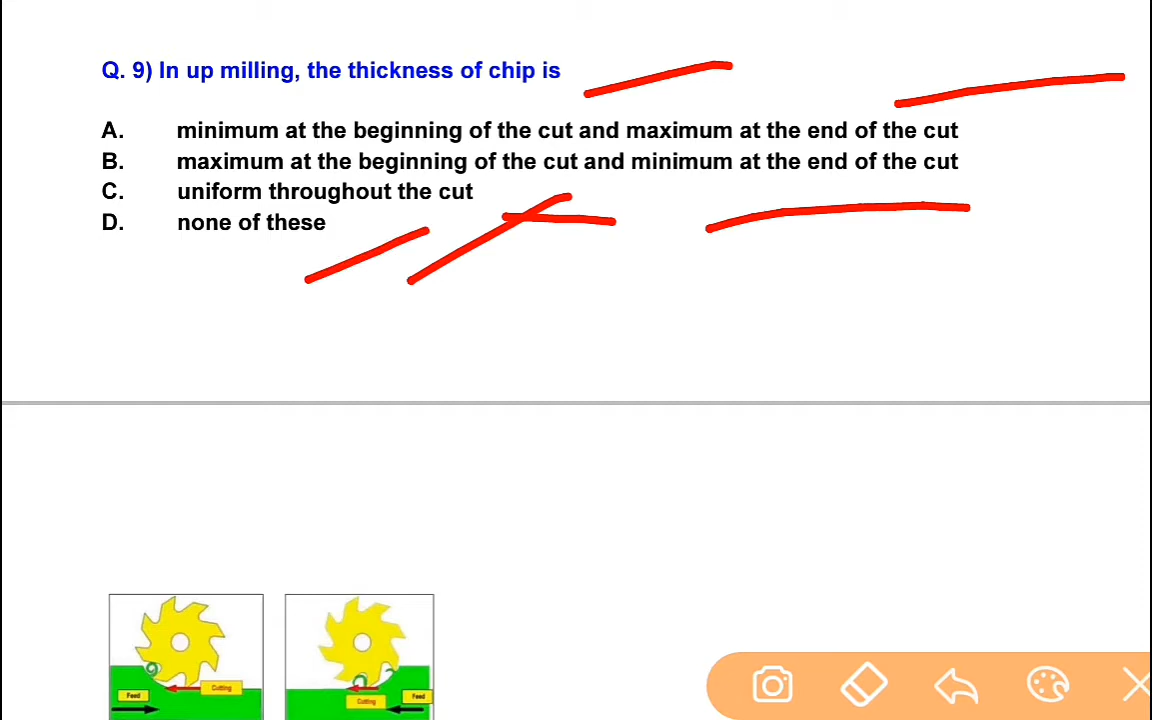 Q. 9) In up milling, the thickness of chip is
A. minimum at the beginning of the cut and maximum at the end of the cut
B. maximum at the beginning of the cut and minimum at the end of the cut
C. uniform throughout the cut
D. none of these
Cutting
Feed
Feed
Cutting